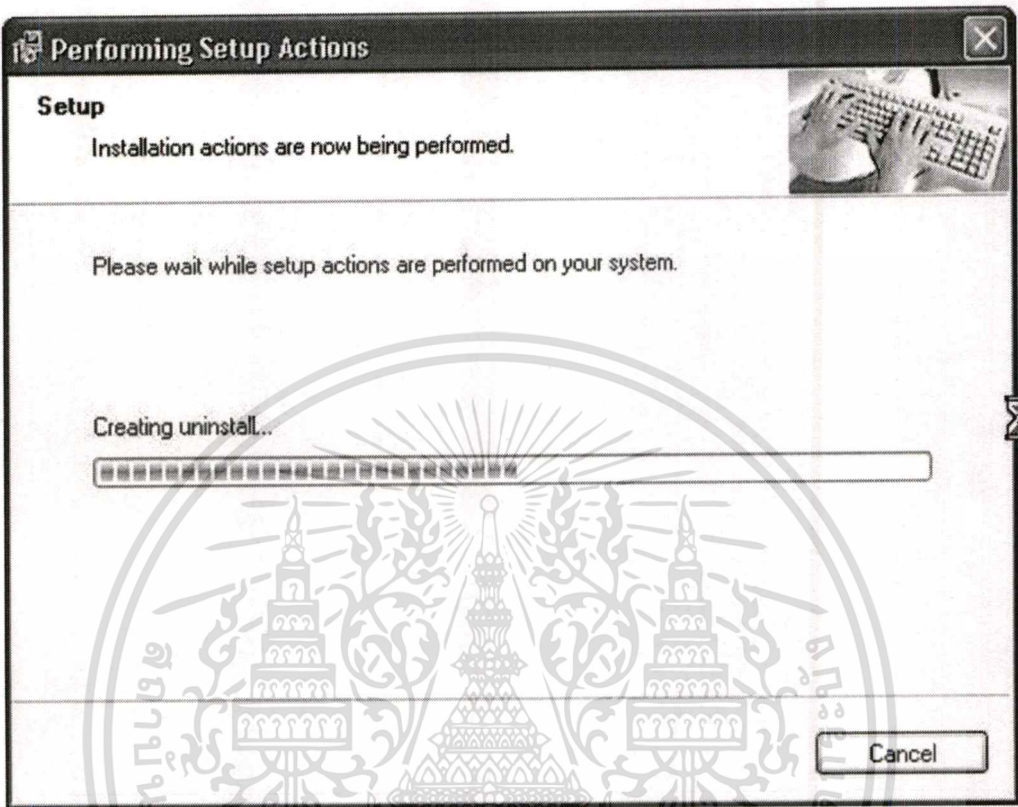 Performing Setup Actions
Setup
Installation actions are now being performed.
Please wait while setup actions are performed on your system.
Creating uninstall...
Cancel